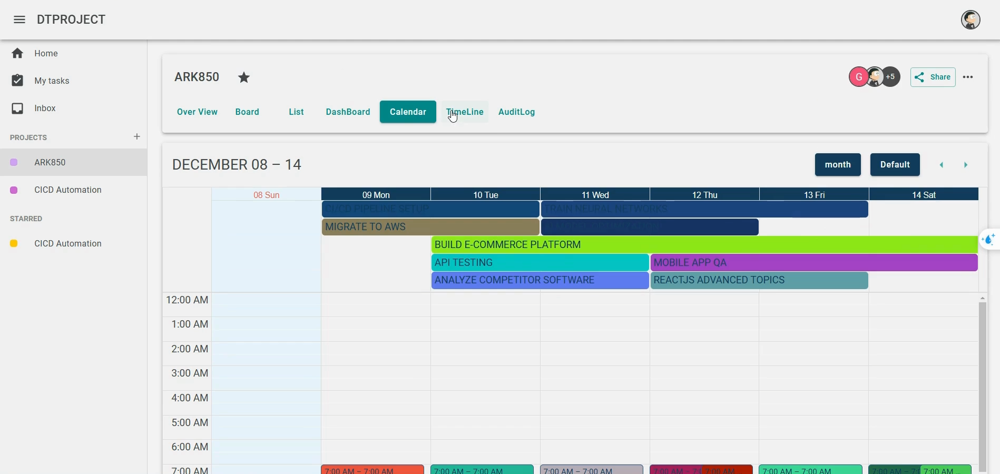 DTPROJECT
Home
My tasks
Inbox
PROJECTS
+
ARK850
CICD Automation
STARRED
CICD Automation
ARK850
G
+5
Share
Over View
Board
List
DashBoard
Calendar
TimeLine
AuditLog
DECEMBER 08 – 14
month
Default
08 Sun
09 Mon
10 Tue
11 Wed
12 Thu
13 Fri
14 Sat
CI/CD PIPELINE SETUP
TRAIN NEURAL NETWORKS
MIGRATE TO AWS
BUILD E-COMMERCE PLATFORM
API TESTING
MOBILE APP QA
ANALYZE COMPETITOR SOFTWARE
REACTJS ADVANCED TOPICS
12:00 AM
1:00 AM
2:00 AM
3:00 AM
4:00 AM
5:00 AM
6:00 AM
7:00 AM
7:00 AM – 7:00 AM
7:00 AM – 7:00 AM
7:00 AM – 7:00 AM
7:00 AM – 7:(
7:00 AM
7:00 AM – 7:00 AM
7:00 AM – 7:(
7:00 AM ...